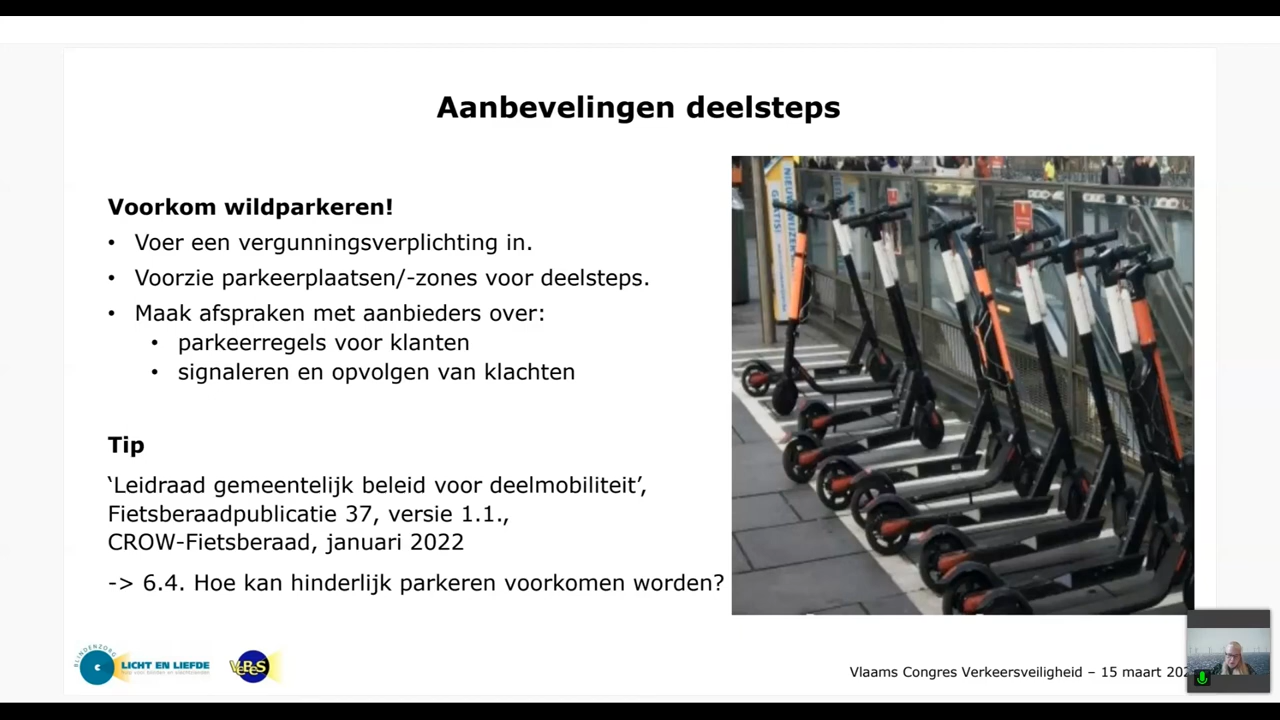 Aanbevelingen deelsteps
Voorkom wildparkeren!
• Voer een vergunningsverplichting in.
• Voorzie parkeerplaatsen/-zones voor deelsteps.
• Maak afspraken met aanbieders over:
• parkeerregels voor klanten
• signaleren en opvolgen van klachten
Tip
‘Leidraad gemeentelijk beleid voor deelmobiliteit’,
Fietsberaadpublicatie 37, versie 1.1.,
CROW-Fietsberaad, januari 2022
-> 6.4. Hoe kan hinderlijk parkeren voorkomen worden?
GRATIS!
BLINDENZORG
LICHT EN LIEFDE
VeBeS
Vlaams Congres Verkeersveiligheid – 15 maart